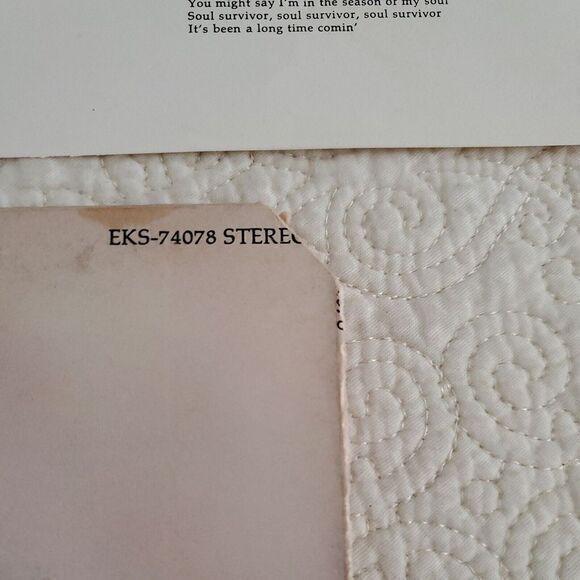 You might say I'm in the season of my soul
Soul survivor, soul survivor, soul survivor
It's been a long time comin'
EKS-74078 STEREO